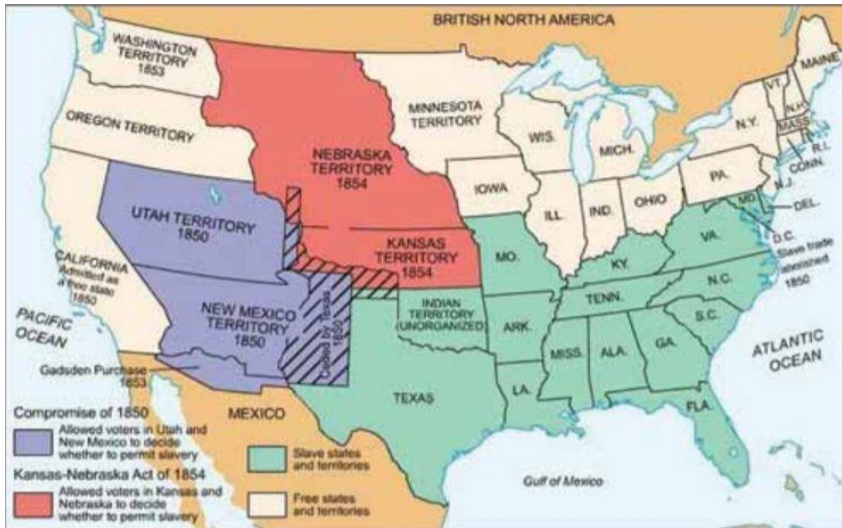 BRITISH NORTH AMERICA
WASHINGTON
TERRITORY
1853
OREGON TERRITORY
NEBRASKA
TERRITORY
1854
MINNESOTA
TERRITORY
WIS.
MICH.
IOWA
ILL.
IND.
OHIO
PA.
N.Y.
VT.
N.H.
MAINE
MASS.
R.I.
CONN.
N.J.
DEL.
MD.
D.C.
Slave trade
abolished
1850
UTAH TERRITORY
1850
CALIFORNIA
Admitted as
a free state
1850
KANSAS
TERRITORY
1854
MO.
KY.
VA.
NEW MEXICO
TERRITORY
1850
Ceded by Texas
1850
INDIAN
TERRITORY
(UNORGANIZED)
ARK.
TENN.
N.C.
S.C.
MISS.
ALA.
GA.
LA.
FLA.
TEXAS
PACIFIC
OCEAN
ATLANTIC
OCEAN
Gadsden Purchase
1853
MEXICO
Gulf of Mexico
Compromise of 1850
Allowed voters in Utah and
New Mexico to decide
whether to permit slavery
Kansas-Nebraska Act of 1854
Allowed voters in Kansas and
Nebraska to decide
whether to permit slavery
Slave states
and territories
Free states
and territories